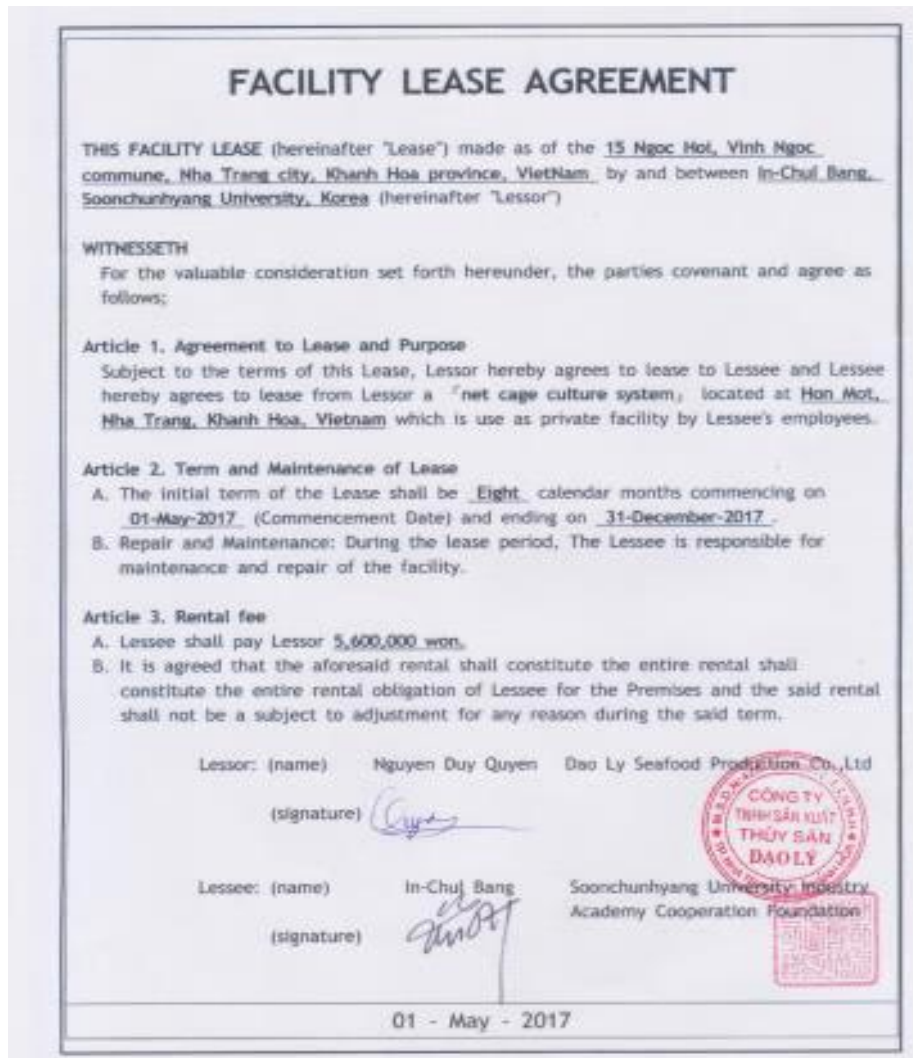 FACILITY LEASE AGREEMENT
THIS FACILITY LEASE (hereinafter "Lease") made as of the 15 Ngoc Hoi, Vinh Ngoc
commune, Nha Trang city, Khanh Hoa province, VietNam by and between In-Chul Bang,
Soonchunhyang University, Korea (hereinafter "Lessor")
WITNESSETH
For the valuable consideration set forth hereunder, the parties covenant and agree as
follows;
Article 1. Agreement to Lease and Purpose
Subject to the terms of this Lease, Lessor hereby agrees to lease to Lessee and Lessee
hereby agrees to lease from Lessor a 「net cage culture system」 located at Hon Mot,
Nha Trang, Khanh Hoa, Vietnam which is use as private facility by Lessee's employees.
Article 2. Term and Maintenance of Lease
A. The initial term of the Lease shall be Eight calendar months commencing on
01-May-2017 (Commencement Date) and ending on 31-December-2017.
B. Repair and Maintenance: During the lease period, The Lessee is responsible for
maintenance and repair of the facility.
Article 3. Rental fee
A. Lessee shall pay Lessor 5,600,000 won.
B. It is agreed that the aforesaid rental shall constitute the entire rental shall
constitute the entire rental obligation of Lessee for the Premises and the said rental
shall not be a subject to adjustment for any reason during the said term.
Lessor: (name) Nguyen Duy Quyen Dao Ly Seafood Production Co.,Ltd
(signature)
CÔNG TY
TNHH SẢN XUẤT
THỦY SẢN
ĐAO LÝ
Lessee: (name) In-Chul Bang Soonchunhyang University Industry
Academy Cooperation Foundation
(signature)
01 - May - 2017